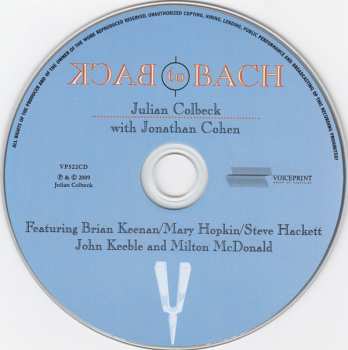 ALL RIGHTS OF THE PRODUCER AND OF THE OWNER OF THE WORK REPRODUCED RESERVED. UNAUTHORISED COPYING, HIRING, LENDING, PUBLIC PERFORMANCE AND BROADCASTING OF THIS RECORDING PROHIBITED
BACK to BACH
Julian Colbeck
with Jonathan Cohen
VP522CD
℗ & © 2009
Julian Colbeck
VOICEPRINT
Featuring Brian Keenan/Mary Hopkin/Steve Hackett
John Keeble and Milton McDonald